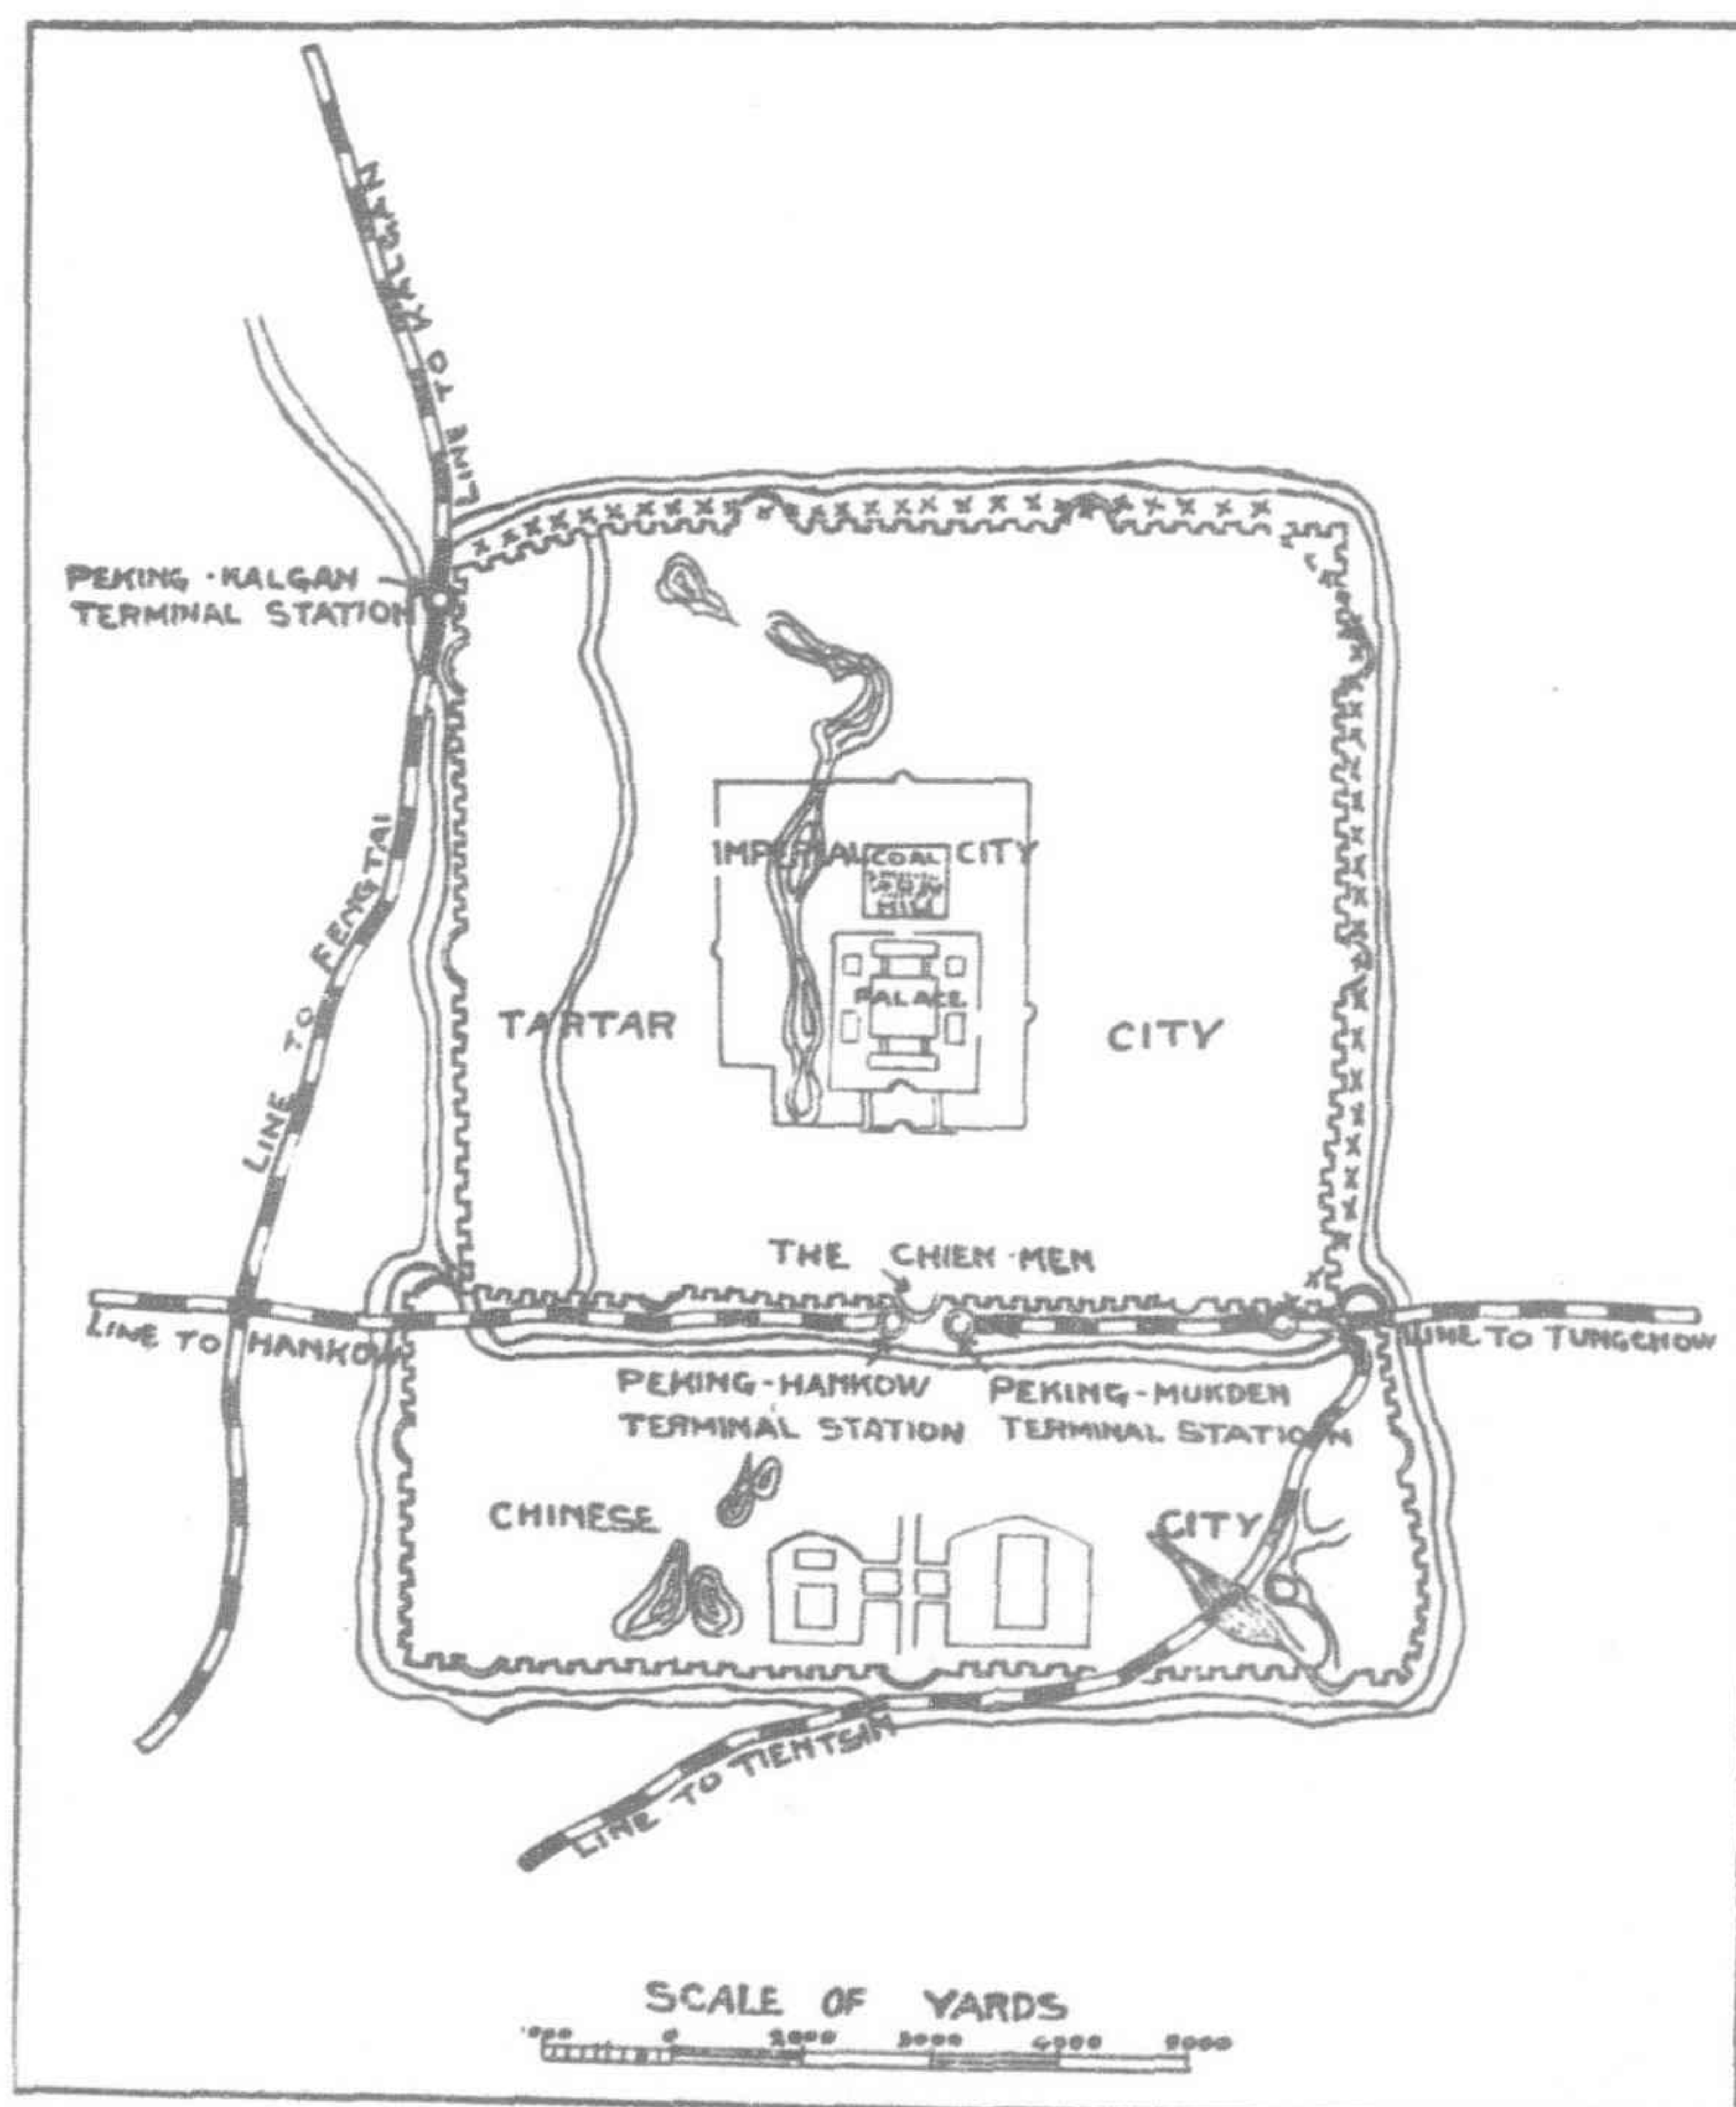 LINE TO KALGAN
PEKING-KALGAN
TERMINAL STATION
IMPERIAL CITY
COAL
HILL
LINE TO FENGTAI
PALACE
TARTAR CITY
THE CHIEN-MEN
LINE TO HANKOW
LINE TO TUNGCHOW
PEKING-HANKOW
TERMINAL STATION
PEKING-MUKDEN
TERMINAL STATION
CHINESE CITY
LINE TO TIENTSIN
SCALE OF YARDS
1000 0 2000 3000 4000 5000